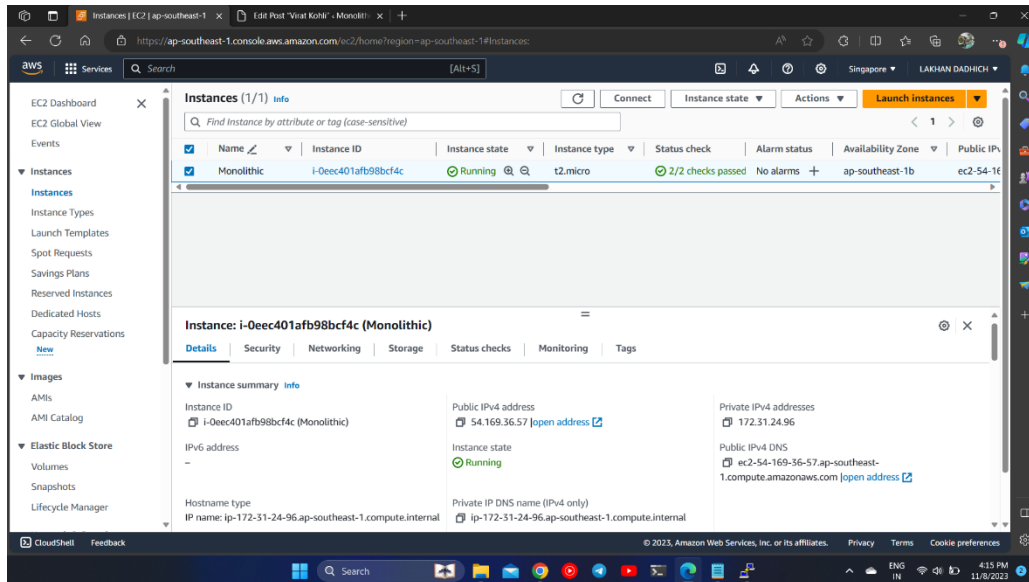 Instances | EC2 | ap-southeast-1
Edit Post "Virat Kohli" ‹ Monolith
https://ap-southeast-1.console.aws.amazon.com/ec2/home?region=ap-southeast-1#Instances:
aws Services Search [Alt+S] Singapore ▼ LAKHAN DADHICH ▼
EC2 Dashboard
EC2 Global View
Events
▼ Instances
Instances
Instance Types
Launch Templates
Spot Requests
Savings Plans
Reserved Instances
Dedicated Hosts
Capacity Reservations
New
▼ Images
AMIs
AMI Catalog
▼ Elastic Block Store
Volumes
Snapshots
Lifecycle Manager
Instances (1/1) Info Connect Instance state ▼ Actions ▼ Launch instances ▼
Find Instance by attribute or tag (case-sensitive) < 1 >
Name Instance ID Instance state Instance type Status check Alarm status Availability Zone Public IPv
Monolithic i-0eec401afb98bcf4c Running t2.micro 2/2 checks passed No alarms + ap-southeast-1b ec2-54-16
Instance: i-0eec401afb98bcf4c (Monolithic)
Details Security Networking Storage Status checks Monitoring Tags
▼ Instance summary Info
Instance ID Public IPv4 address Private IPv4 addresses
i-0eec401afb98bcf4c (Monolithic) 54.169.36.57 |open address 172.31.24.96
IPv6 address Instance state Public IPv4 DNS
– Running ec2-54-169-36-57.ap-southeast-
1.compute.amazonaws.com |open address
Hostname type Private IP DNS name (IPv4 only)
IP name: ip-172-31-24-96.ap-southeast-1.compute.internal ip-172-31-24-96.ap-southeast-1.compute.internal
CloudShell Feedback © 2023, Amazon Web Services, Inc. or its affiliates. Privacy Terms Cookie preferences
Search ENG 4:15 PM
IN 11/8/2023